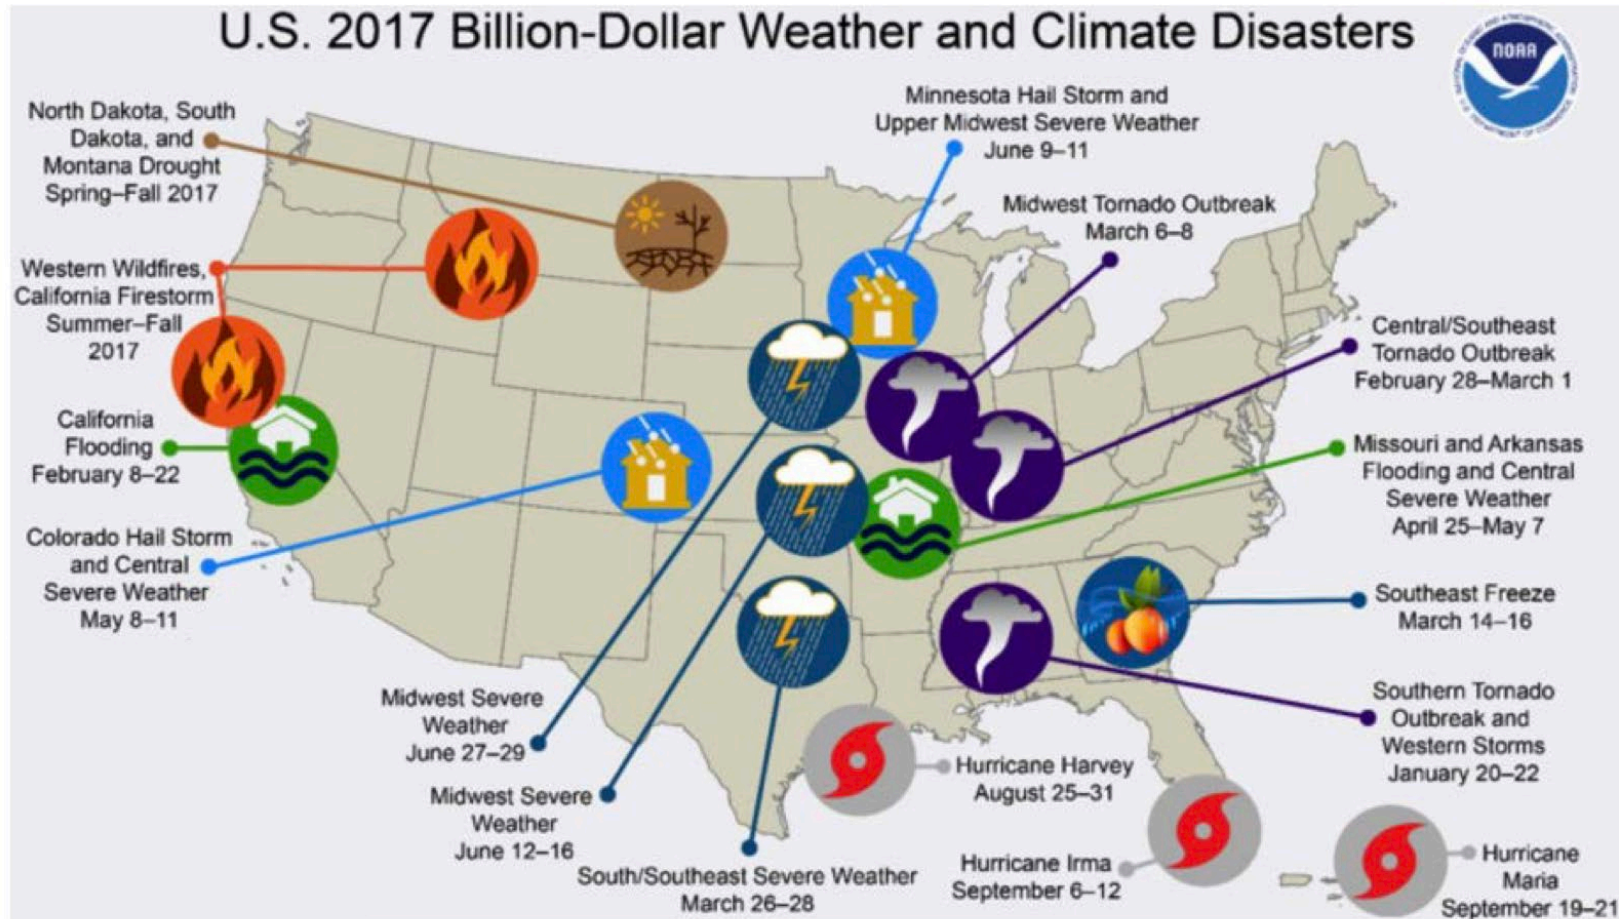 U.S. 2017 Billion-Dollar Weather and Climate Disasters
NOAA
North Dakota, South
Dakota, and
Montana Drought
Spring–Fall 2017
Minnesota Hail Storm and
Upper Midwest Severe Weather
June 9–11
Midwest Tornado Outbreak
March 6–8
Western Wildfires,
California Firestorm
Summer–Fall
2017
Central/Southeast
Tornado Outbreak
February 28–March 1
California
Flooding
February 8–22
Missouri and Arkansas
Flooding and Central
Severe Weather
April 25–May 7
Colorado Hail Storm
and Central
Severe Weather
May 8–11
Southeast Freeze
March 14–16
Midwest Severe
Weather
June 27–29
Southern Tornado
Outbreak and
Western Storms
January 20–22
Midwest Severe
Weather
June 12–16
Hurricane Harvey
August 25–31
South/Southeast Severe Weather
March 26–28
Hurricane Irma
September 6–12
Hurricane
Maria
September 19–21